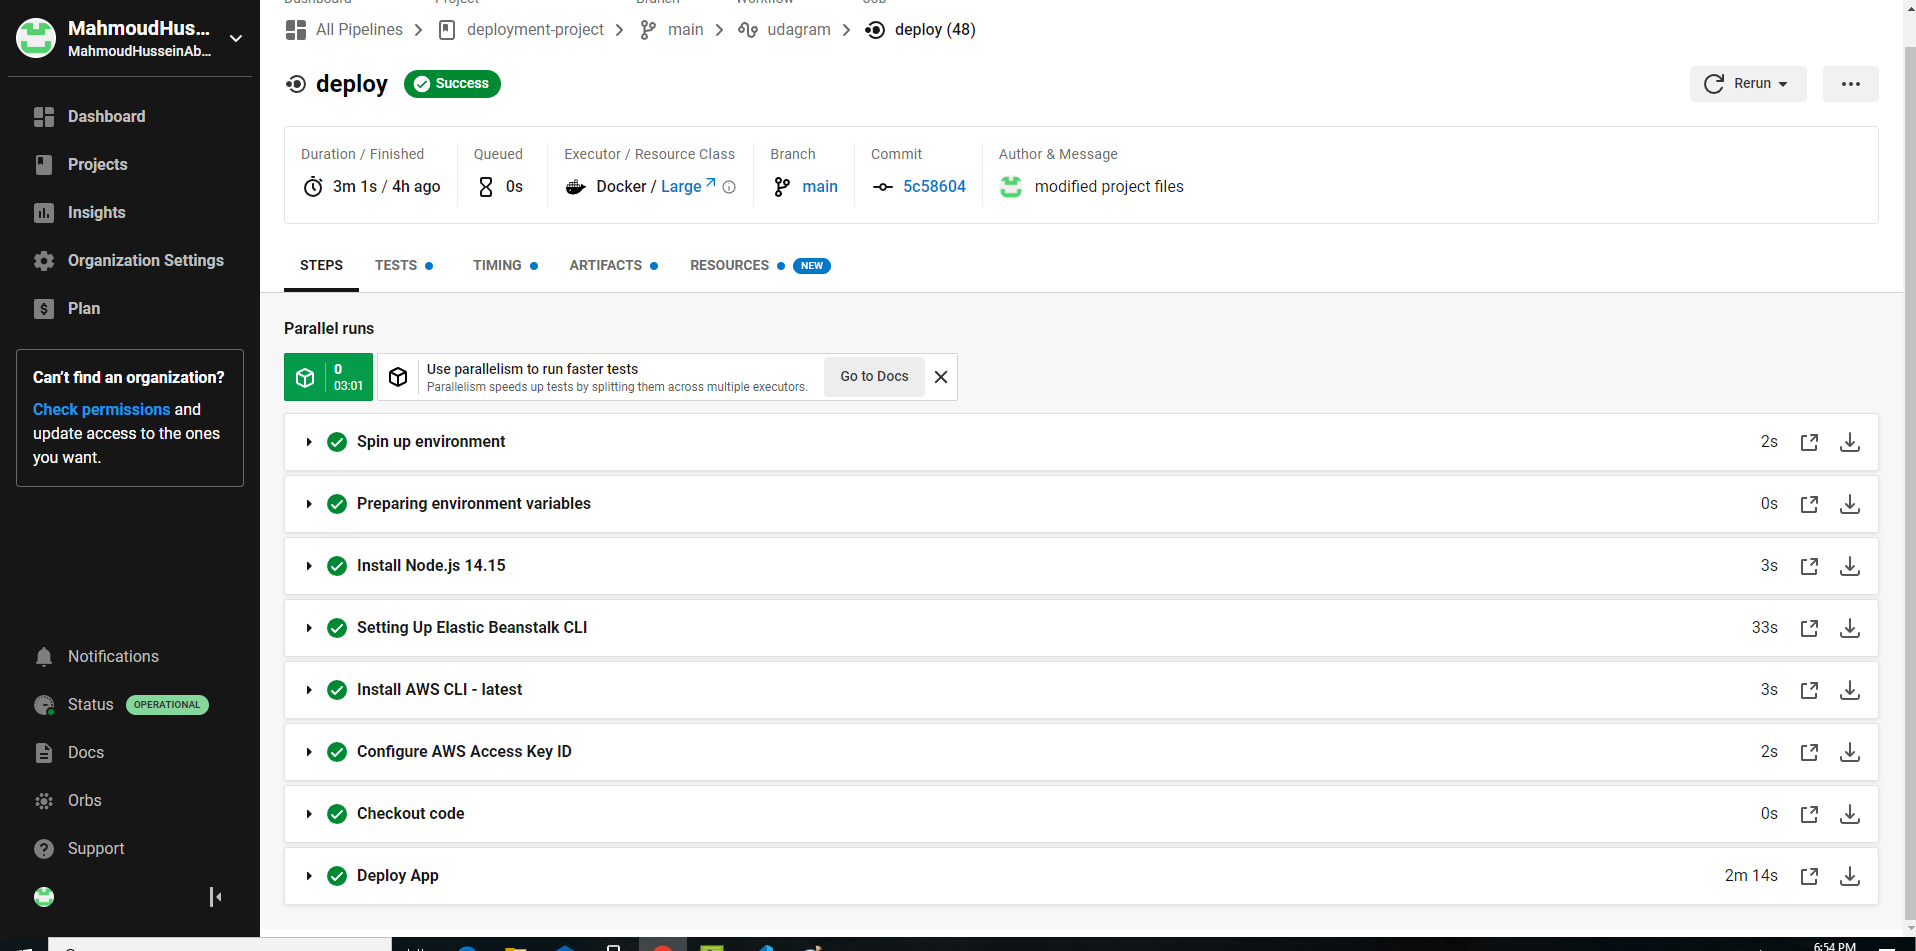 MahmoudHus...
MahmoudHusseinAb...
Dashboard
Projects
Insights
Organization Settings
Plan
Can't find an organization?
Check permissions and
update access to the ones
you want.
Notifications
Status OPERATIONAL
Docs
Orbs
Support
Dashboard Project Branch Workflow Job
All Pipelines deployment-project main udagram deploy (48)
deploy Success
Rerun
Duration / Finished
3m 1s / 4h ago
Queued
0s
Executor / Resource Class
Docker / Large
Branch
main
Commit
5c58604
Author & Message
modified project files
STEPS TESTS TIMING ARTIFACTS RESOURCES NEW
Parallel runs
0
03:01
Use parallelism to run faster tests
Parallelism speeds up tests by splitting them across multiple executors.
Go to Docs
Spin up environment 2s
Preparing environment variables 0s
Install Node.js 14.15 3s
Setting Up Elastic Beanstalk CLI 33s
Install AWS CLI - latest 3s
Configure AWS Access Key ID 2s
Checkout code 0s
Deploy App 2m 14s
6:54 PM